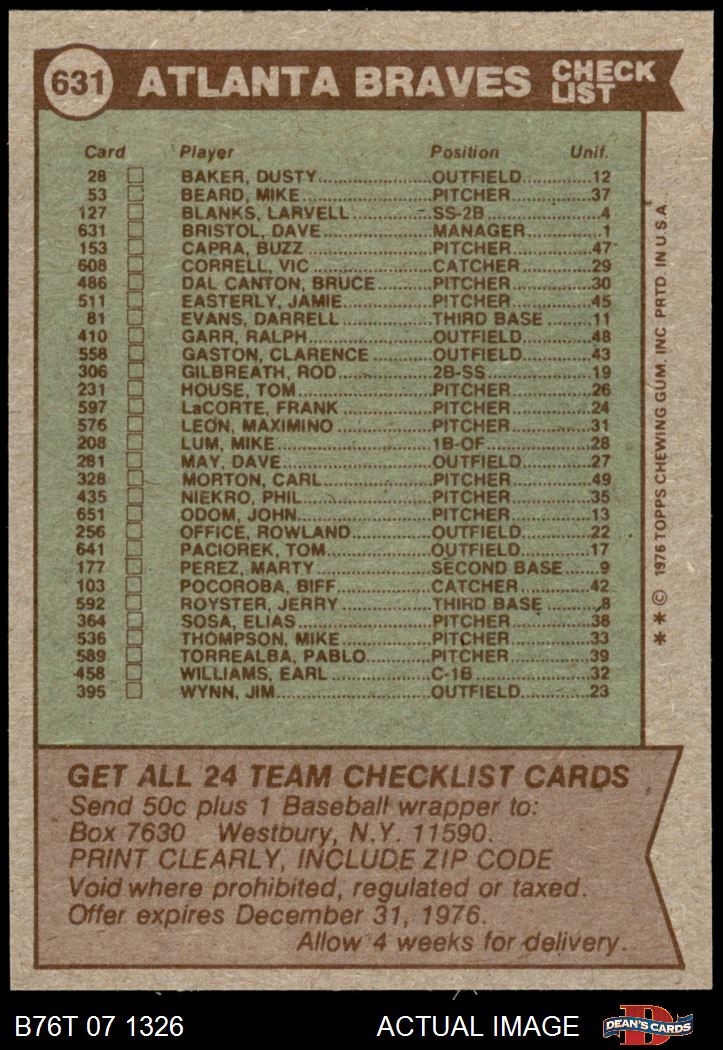 631 ATLANTA BRAVES CHECK LIST
Card Player Position Unif.
28 BAKER, DUSTY OUTFIELD 12
53 BEARD, MIKE PITCHER 37
127 BLANKS, LARVELL SS-2B 4
631 BRISTOL, DAVE MANAGER 1
153 CAPRA, BUZZ PITCHER 47
608 CORRELL, VIC CATCHER 29
486 DAL CANTON, BRUCE PITCHER 30
511 EASTERLY, JAMIE PITCHER 45
81 EVANS, DARRELL THIRD BASE 11
410 GARR, RALPH OUTFIELD 48
558 GASTON, CLARENCE OUTFIELD 43
306 GILBREATH, ROD 2B-SS 19
231 HOUSE, TOM PITCHER 26
597 LaCORTE, FRANK PITCHER 24
576 LEON, MAXIMINO PITCHER 31
208 LUM, MIKE 1B-OF 28
281 MAY, DAVE OUTFIELD 27
328 MORTON, CARL PITCHER 49
435 NIEKRO, PHIL PITCHER 35
651 ODOM, JOHN PITCHER 13
256 OFFICE, ROWLAND OUTFIELD 22
641 PACIOREK, TOM OUTFIELD 17
177 PEREZ, MARTY SECOND BASE 9
103 POCOROBA, BIFF CATCHER 42
592 ROYSTER, JERRY THIRD BASE 8
364 SOSA, ELIAS PITCHER 38
536 THOMPSON, MIKE PITCHER 33
589 TORREALBA, PABLO PITCHER 39
458 WILLIAMS, EARL C-1B 32
395 WYNN, JIM OUTFIELD 23
* * © 1976 TOPPS CHEWING GUM, INC. PRTD. IN U.S.A.
GET ALL 24 TEAM CHECKLIST CARDS
Send 50c plus 1 Baseball wrapper to:
Box 7630 Westbury, N.Y. 11590.
PRINT CLEARLY, INCLUDE ZIP CODE
Void where prohibited, regulated or taxed.
Offer expires December 31, 1976.
Allow 4 weeks for delivery.
B76T 07 1326 ACTUAL IMAGE D DEAN'S CARDS